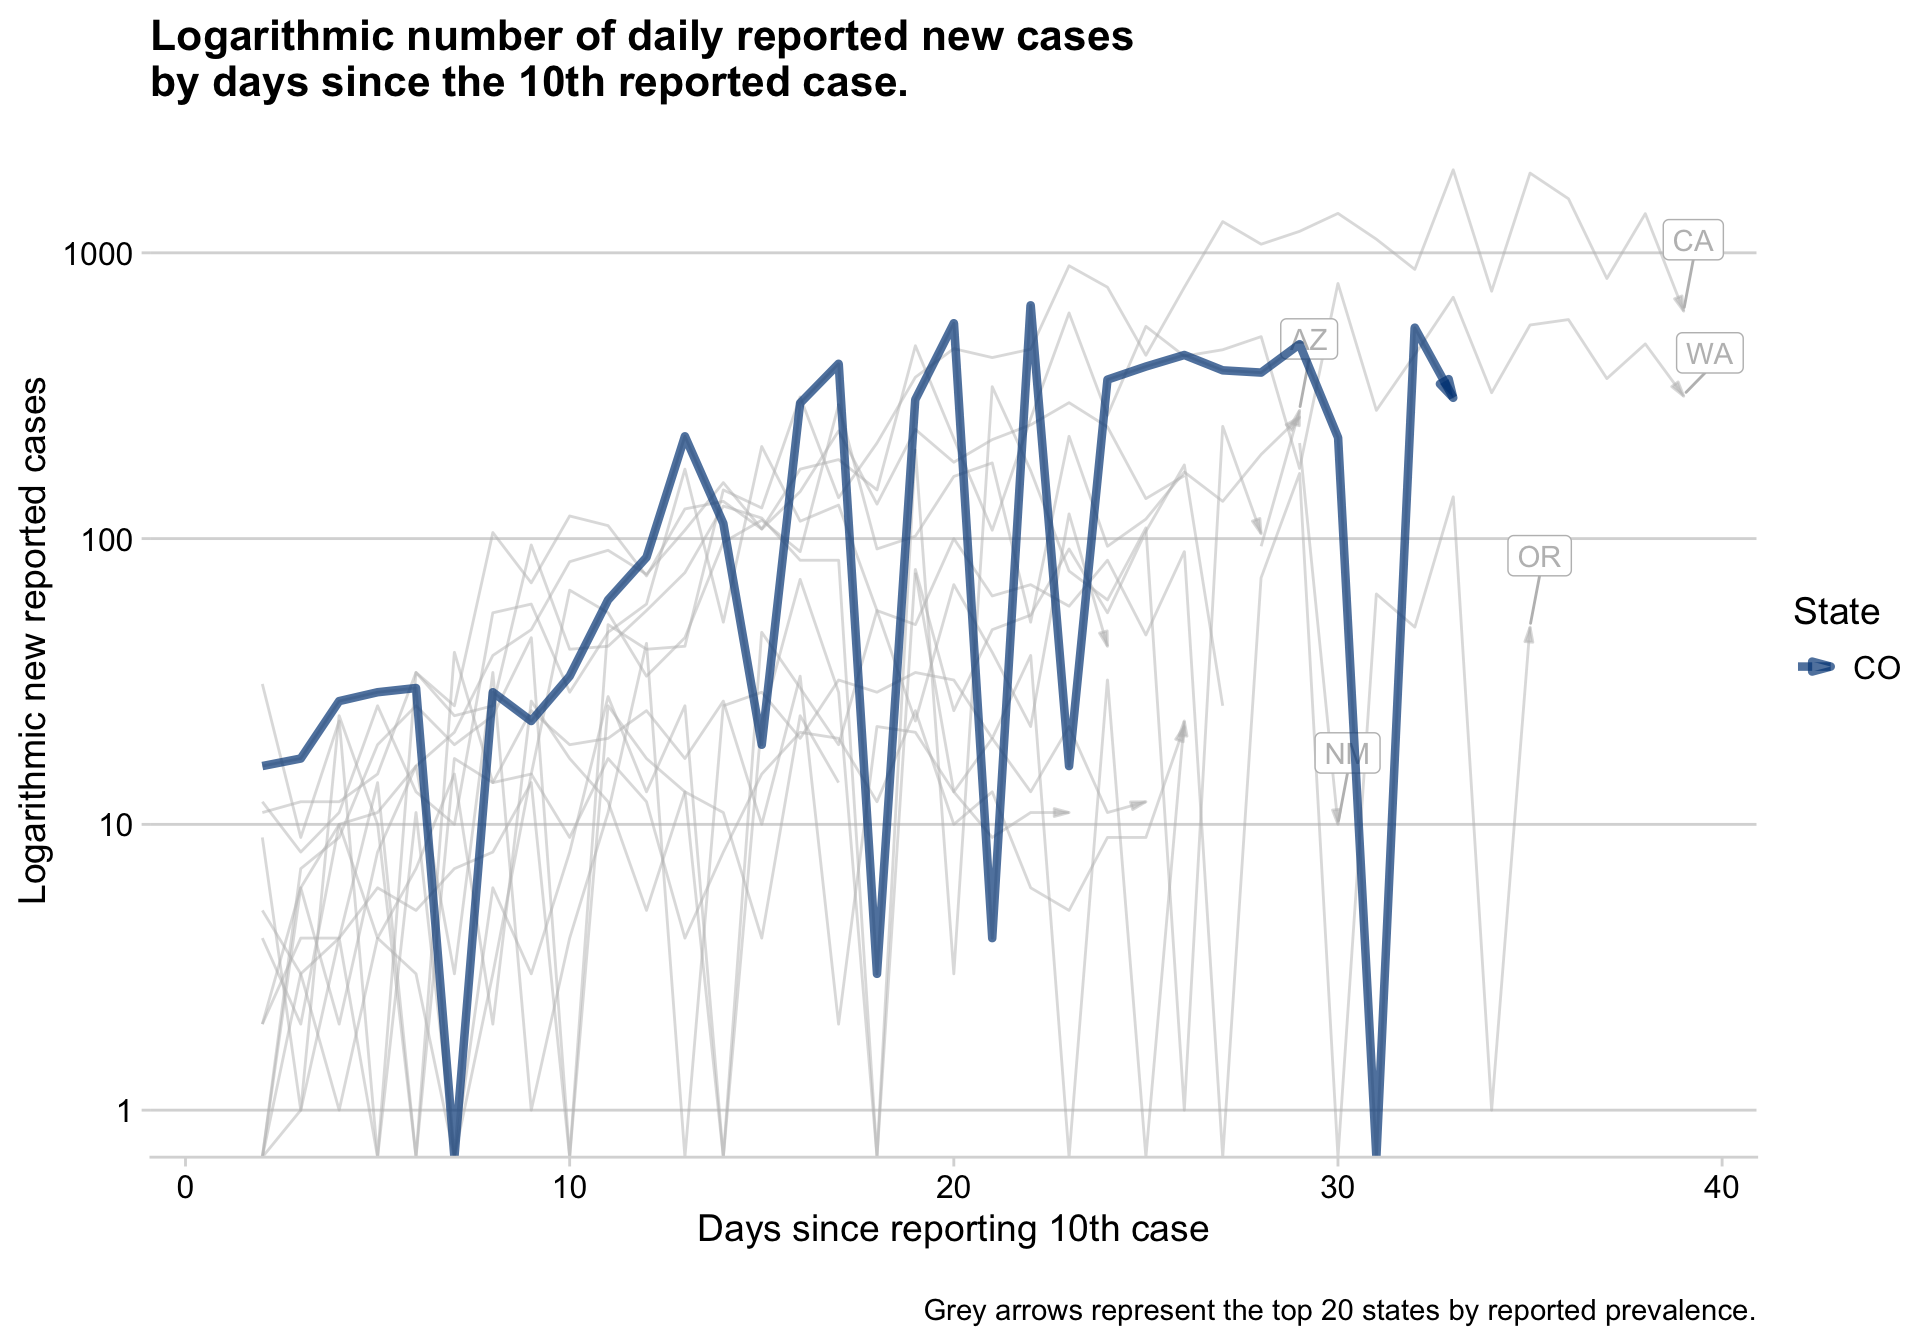 Logarithmic number of daily reported new cases
by days since the 10th reported case.
Logarithmic new reported cases
1000
100
10
1
CA
WA
AZ
OR
NM
State
CO
0 10 20 30 40
Days since reporting 10th case
Grey arrows represent the top 20 states by reported prevalence.